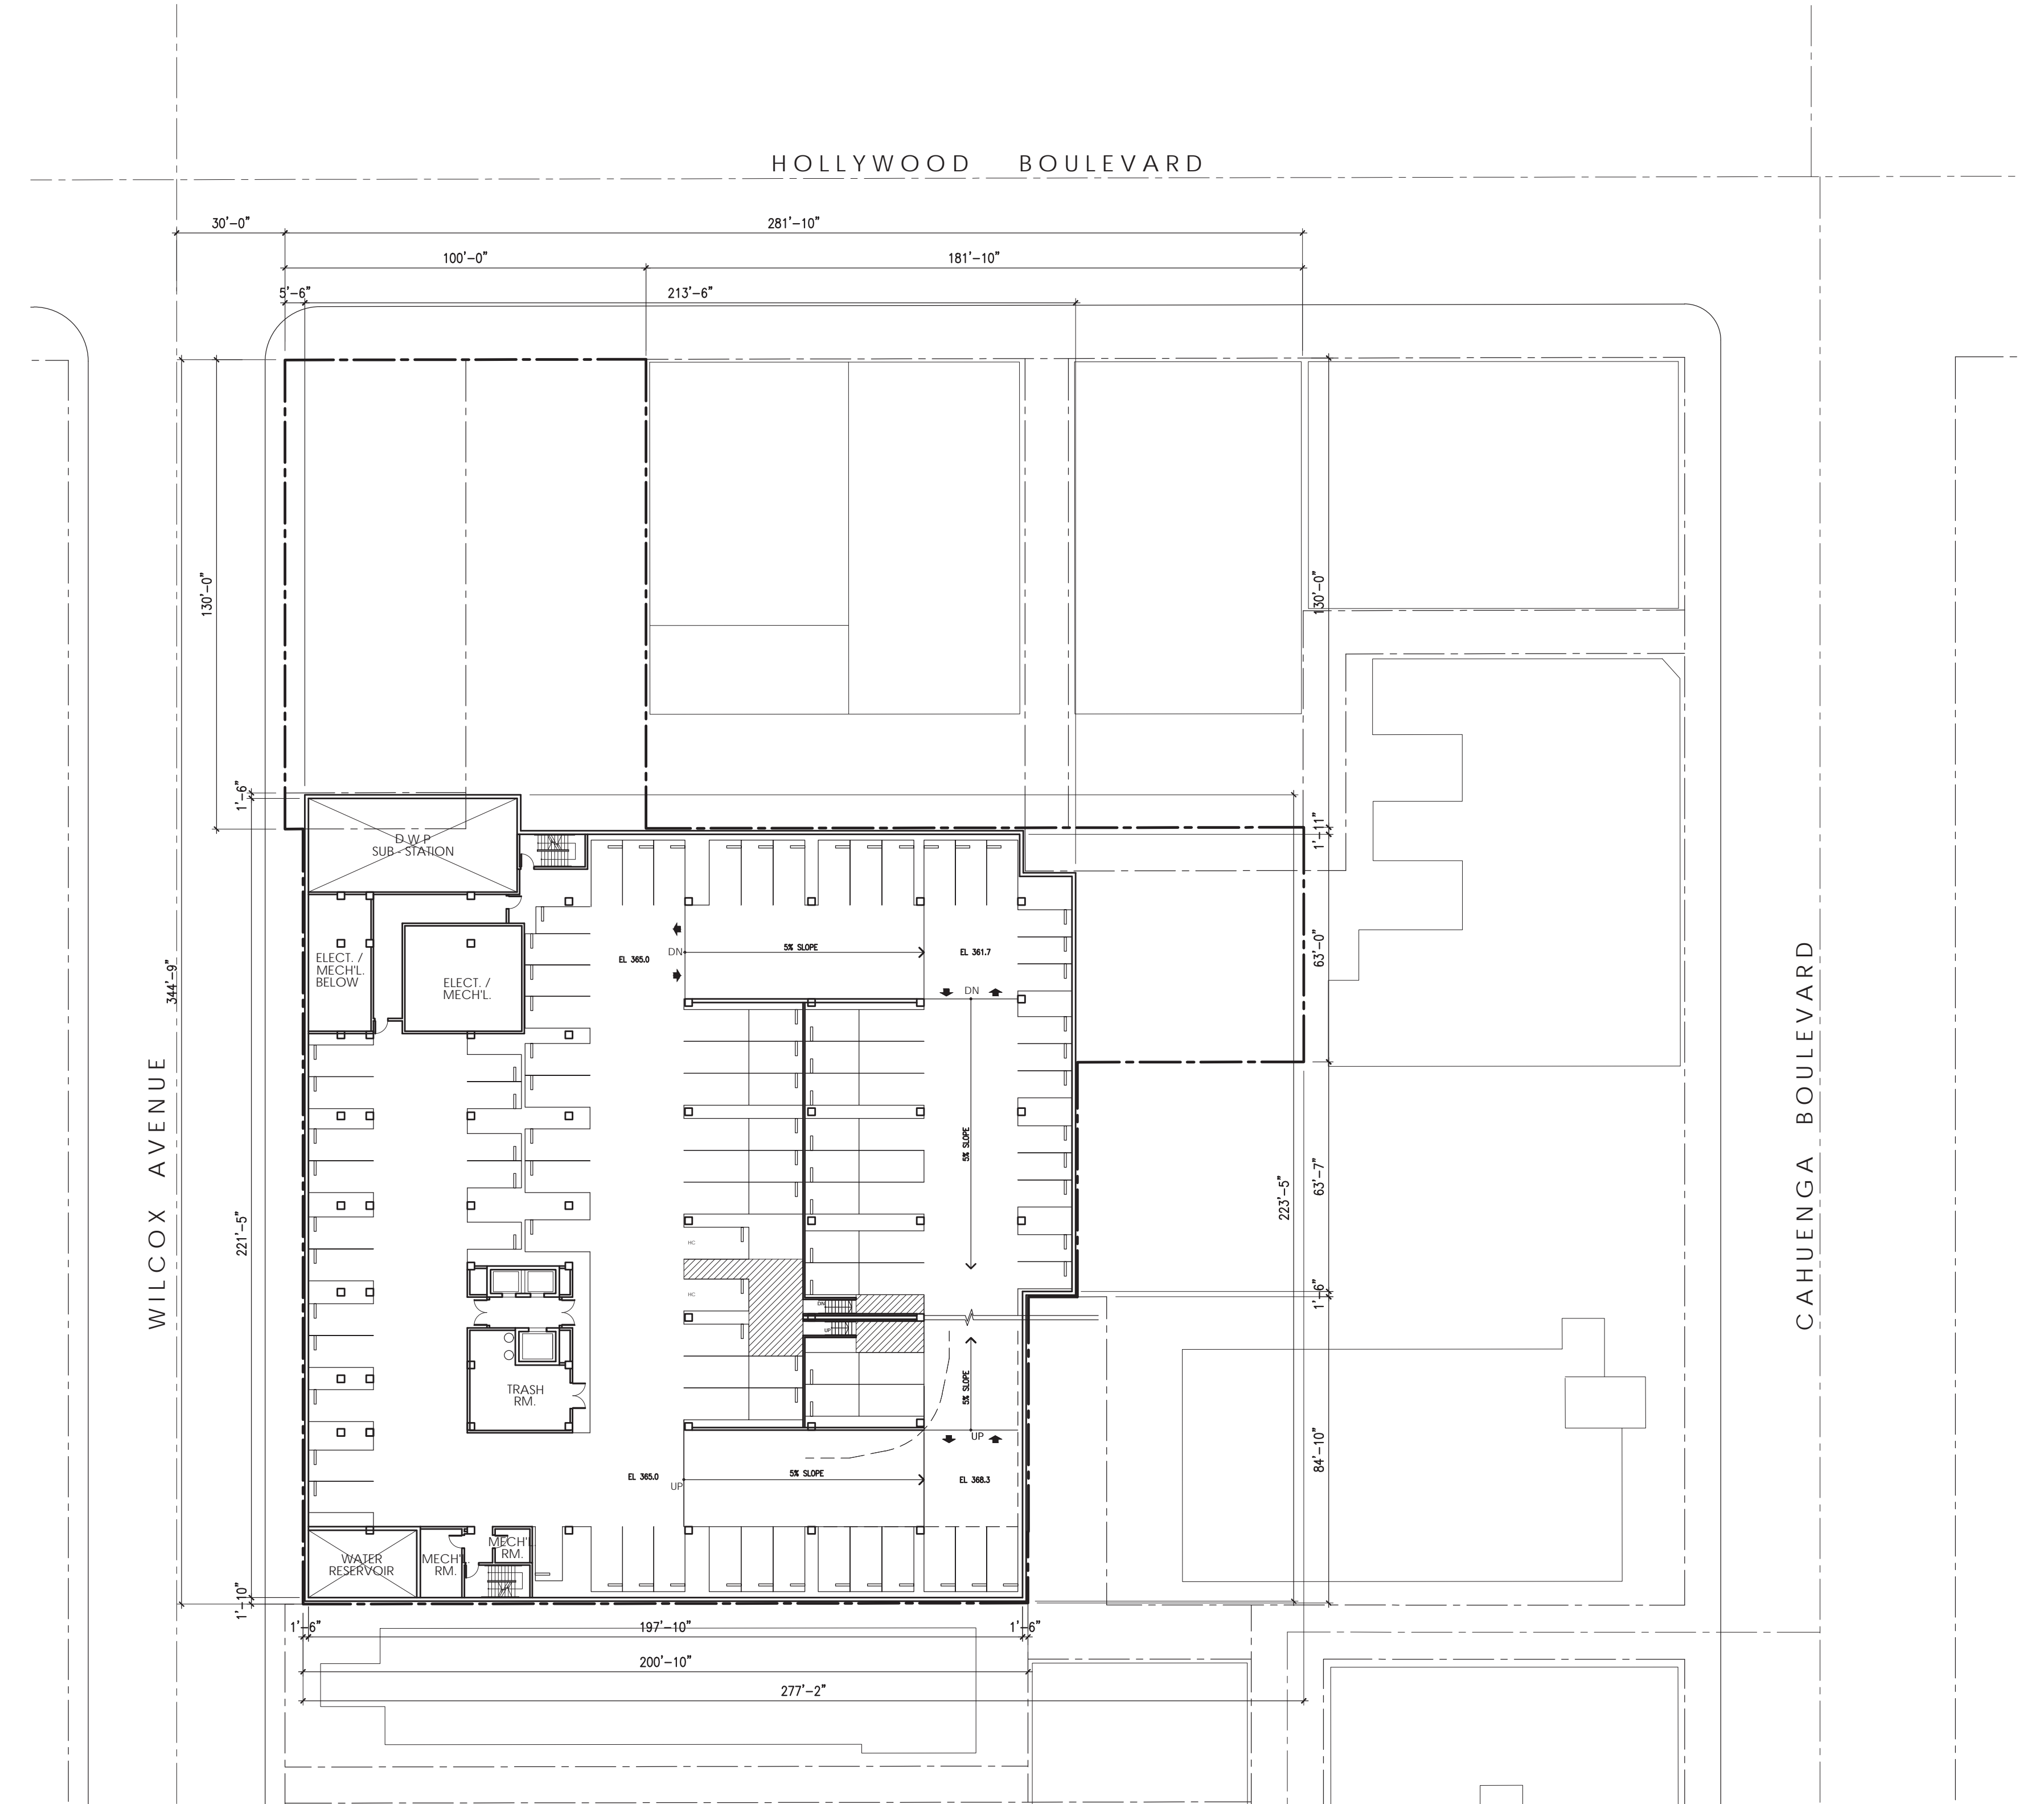 HOLLYWOOD BOULEVARD
30'-0"
281'-10"
100'-0"
181'-10"
5'-6"
213'-6"
130'-0"
130'-0"
1'-6"
1'-11"
D W P
SUB - STATION
ELECT. /
MECH'L.
BELOW
ELECT. /
MECH'L.
EL 365.0
DN
5% SLOPE
EL 361.7
DN
63'-0"
344'-9"
WILCOX AVENUE
CAHUENGA BOULEVARD
5% SLOPE
63'-7"
223'-5"
221'-5"
HC
HC
DN
UP
1'-6"
TRASH
RM.
5% SLOPE
UP
84'-10"
EL 365.0
UP
5% SLOPE
EL 368.3
WATER
RESERVOIR
MECH'L.
RM.
MECH'L.
RM.
1'-10"
1'-6"
197'-10"
1'-6"
200'-10"
277'-2"